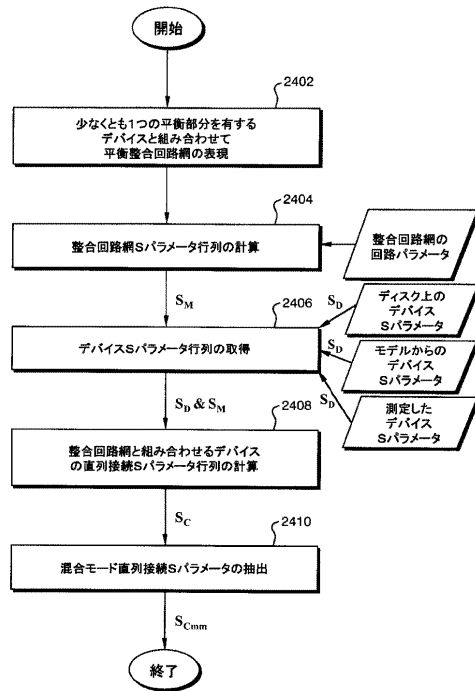 開始
2402
少なくとも1つの平衡部分を有する
デバイスと組み合わせて
平衡整合回路網の表現
2404
整合回路網Sパラメータ行列の計算
整合回路網の
回路パラメータ
S_M
2406
S_D
ディスク上の
デバイス
Sパラメータ
デバイスSパラメータ行列の取得
S_D
モデルからの
デバイス
Sパラメータ
S_D
測定した
デバイス
Sパラメータ
S_D & S_M
2408
整合回路網と組み合わせるデバイス
の直列接続Sパラメータ行列の計算
S_C
2410
混合モード直列接続Sパラメータの抽出
S_Cmm
終了